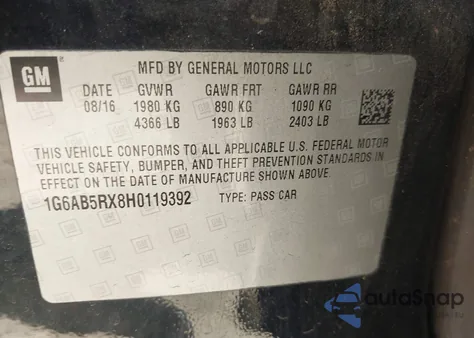 GM
MFD BY GENERAL MOTORS LLC
DATE GVWR GAWR FRT GAWR RR
08/16 1980 KG 890 KG 1090 KG
4366 LB 1963 LB 2403 LB
THIS VEHICLE CONFORMS TO ALL APPLICABLE U.S. FEDERAL MOTOR
VEHICLE SAFETY, BUMPER, AND THEFT PREVENTION STANDARDS IN
EFFECT ON THE DATE OF MANUFACTURE SHOWN ABOVE.
1G6AB5RX8H0119392 TYPE: PASS CAR
autoSnap